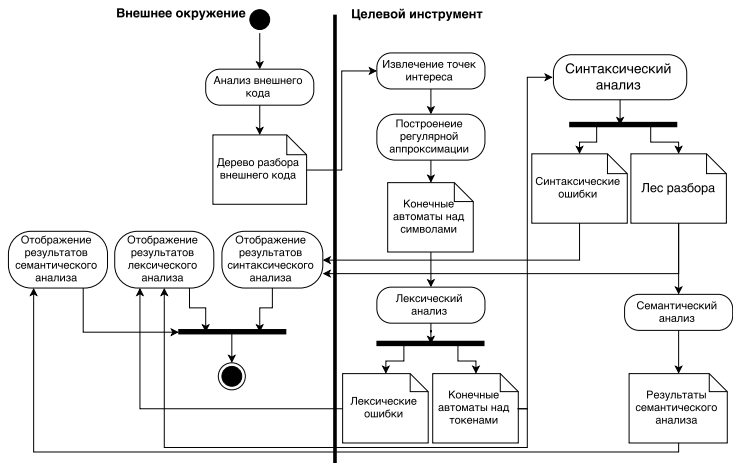 Внешнее окружение
Целевой инструмент
Анализ внешнего
кода
Дерево разбора
внешнего кода
Извлечение точек
интереса
Построенеие
регулярной
аппроксимации
Конечные
автоматы над
символами
Синтаксический
анализ
Синтаксические
ошибки
Лес разбора
Отображение
результатов
семантического
анализа
Отображение
результатов
лексического
анализа
Отображение
результатов
синтаксического
анализа
Лексический
анализ
Семантический
анализ
Лексические
ошибки
Конечные
автоматы над
токенами
Результаты
семантического
анализа